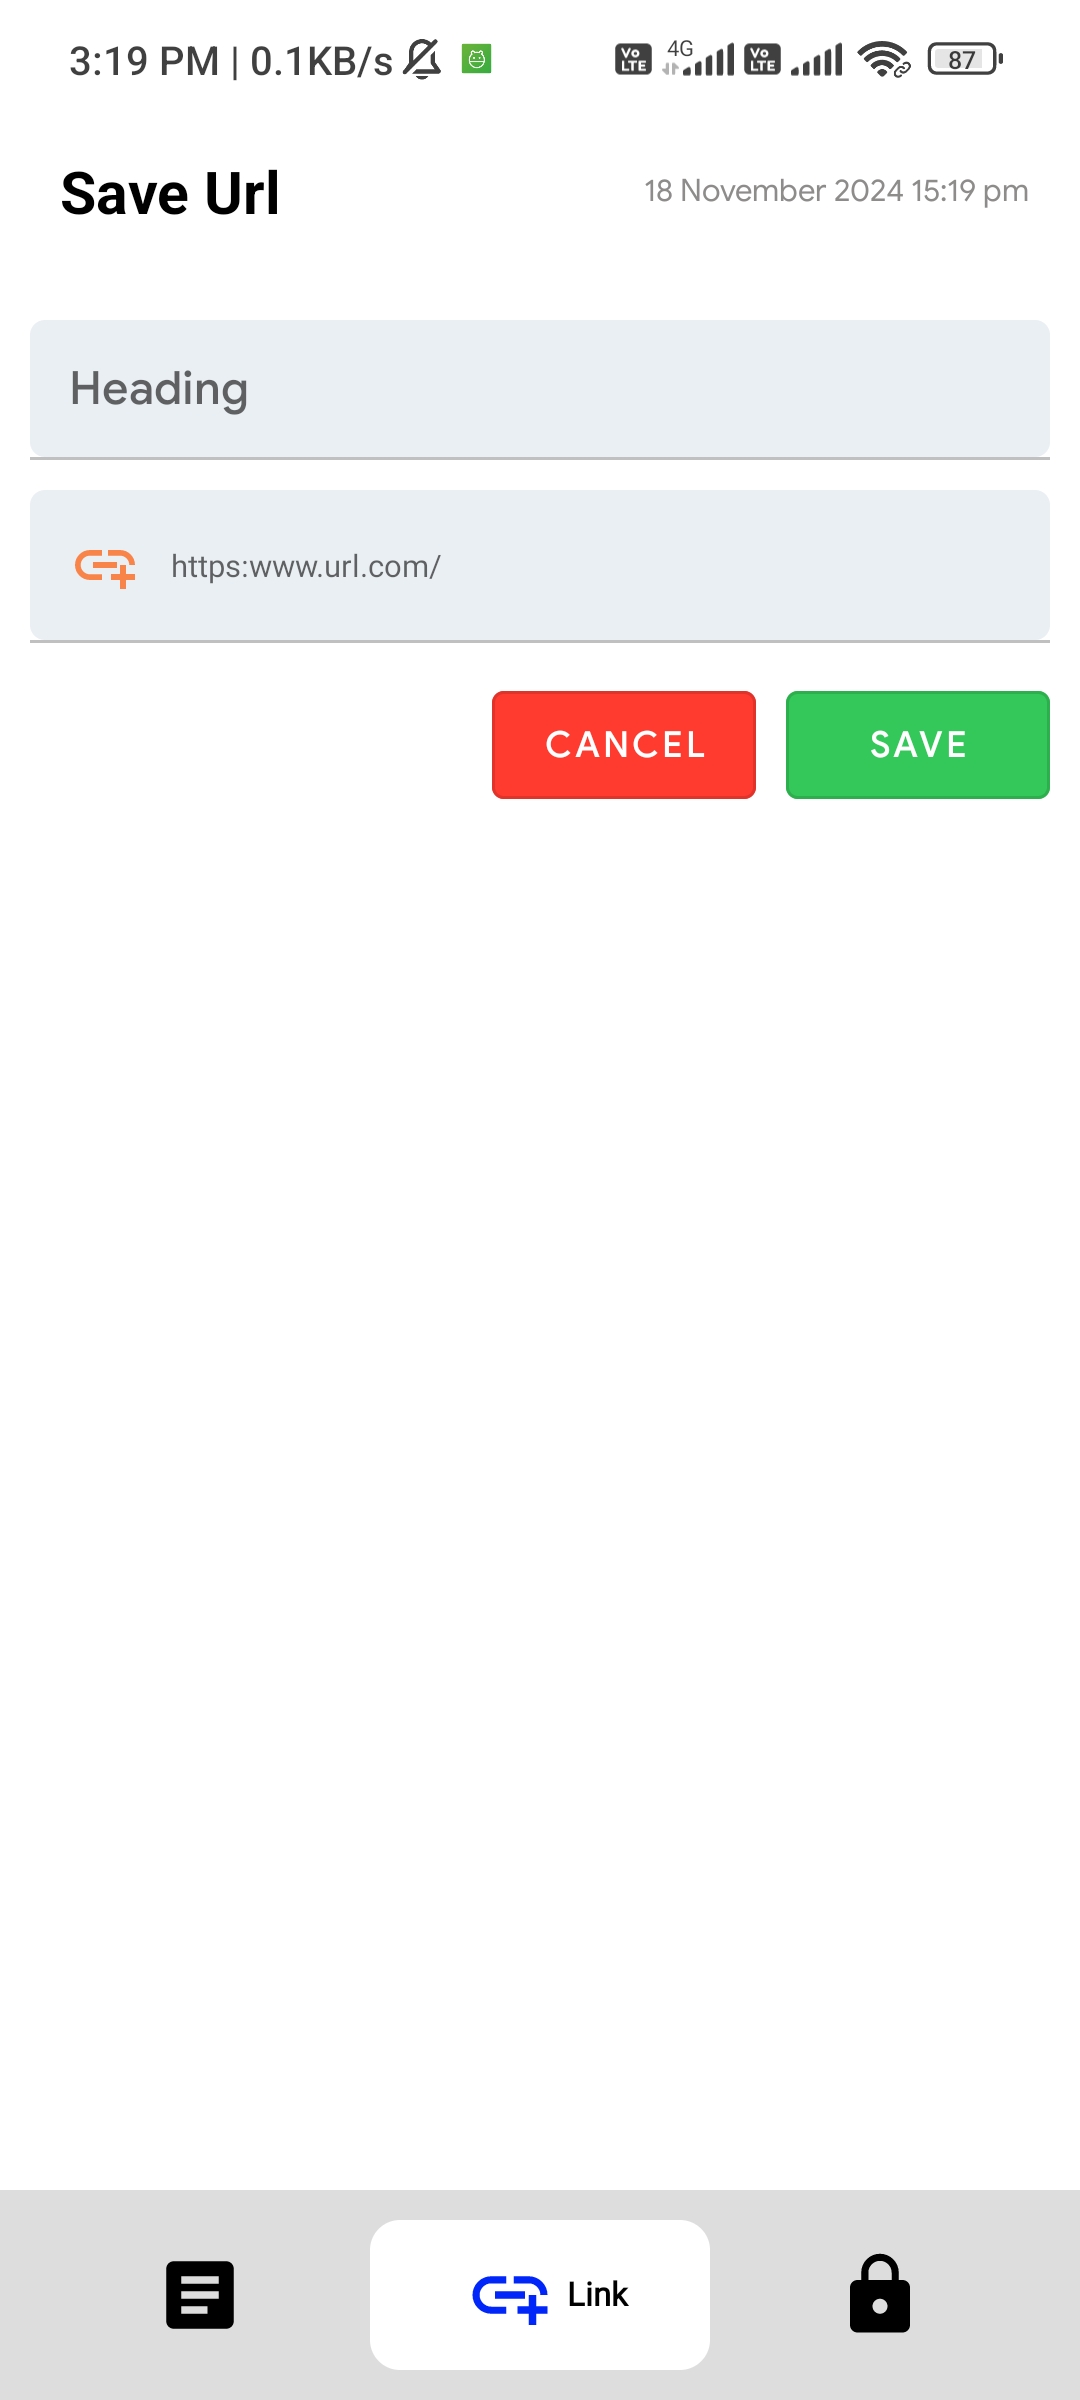 3:19 PM | 0.1KB/s Vo LTE 4G Vo LTE 87
Save Url 18 November 2024 15:19 pm
Heading
https:www.url.com/
CANCEL SAVE
Link